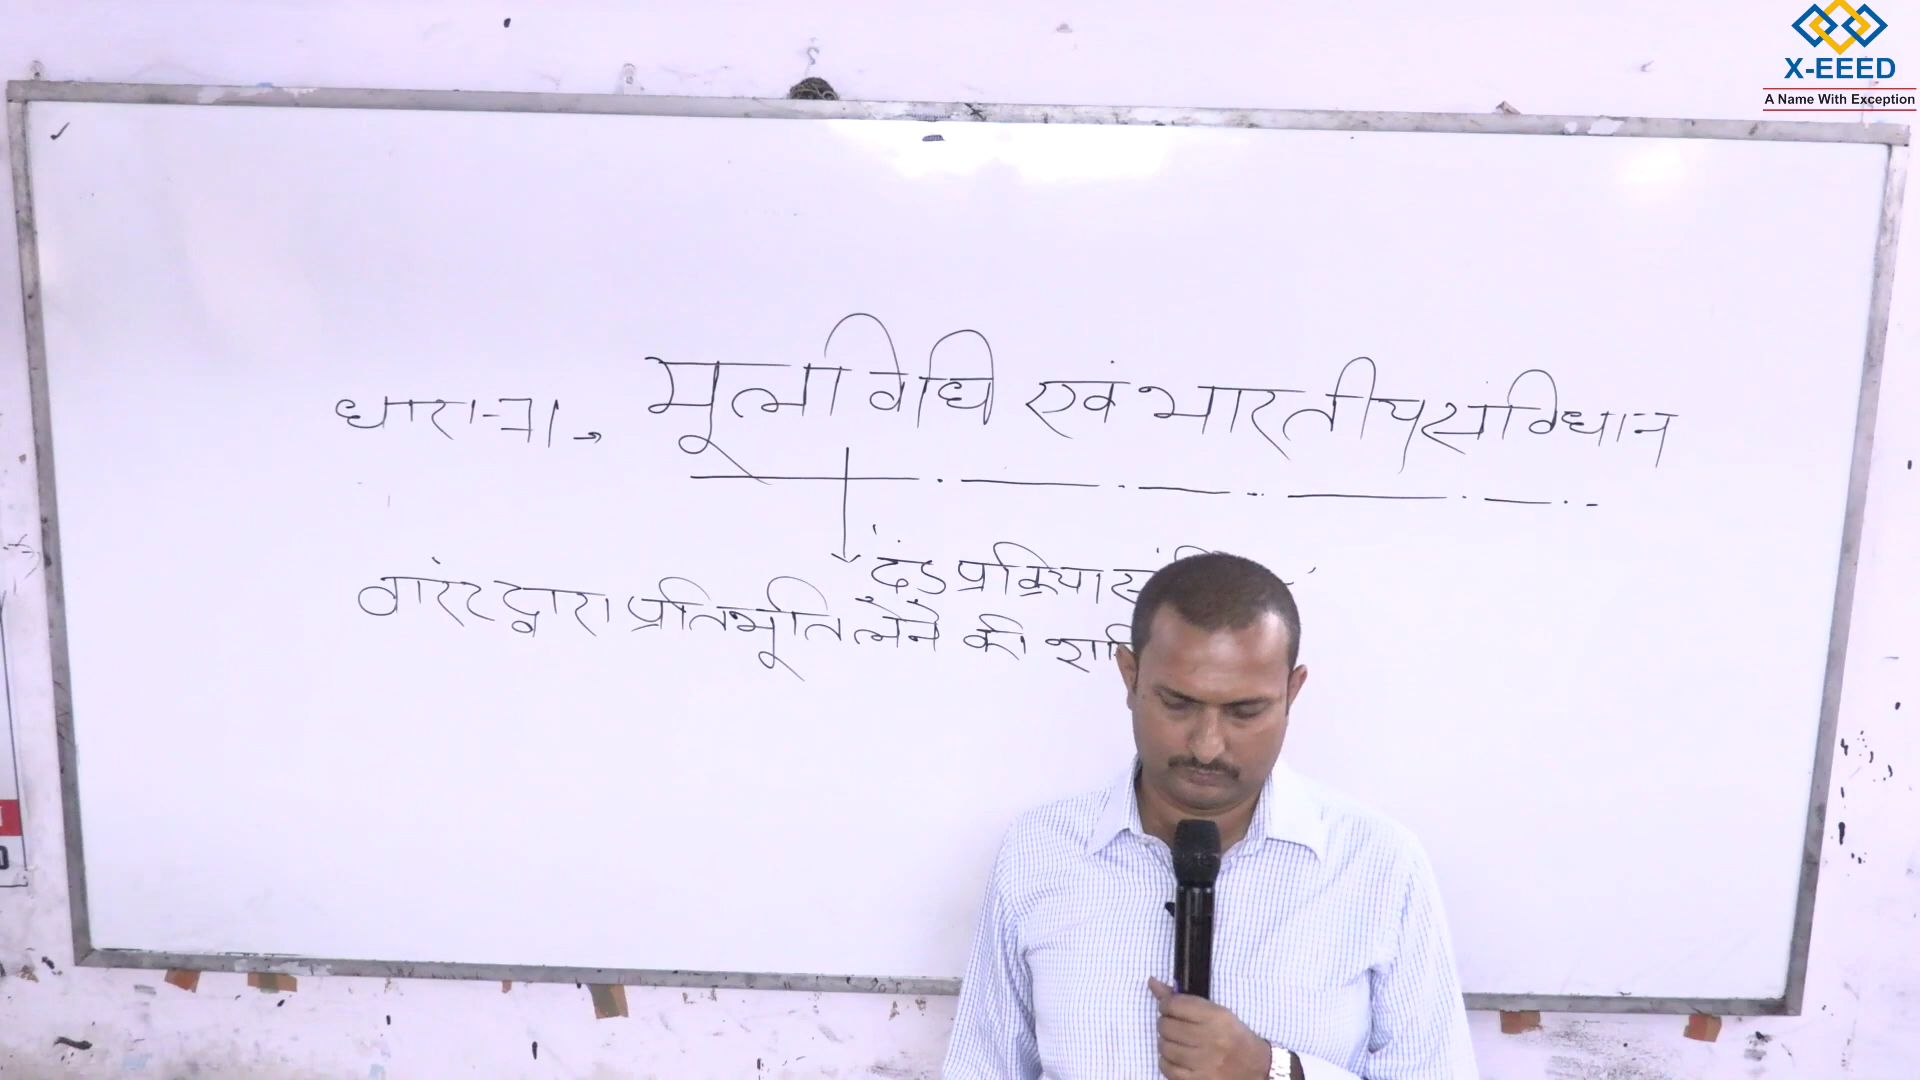 X-EEED
A Name With Exception
मूल विधि एवं भारतीय संविधान
धारा-71 →
दंड प्रक्रिया
वारंट द्वारा प्रतिभूति लेने की